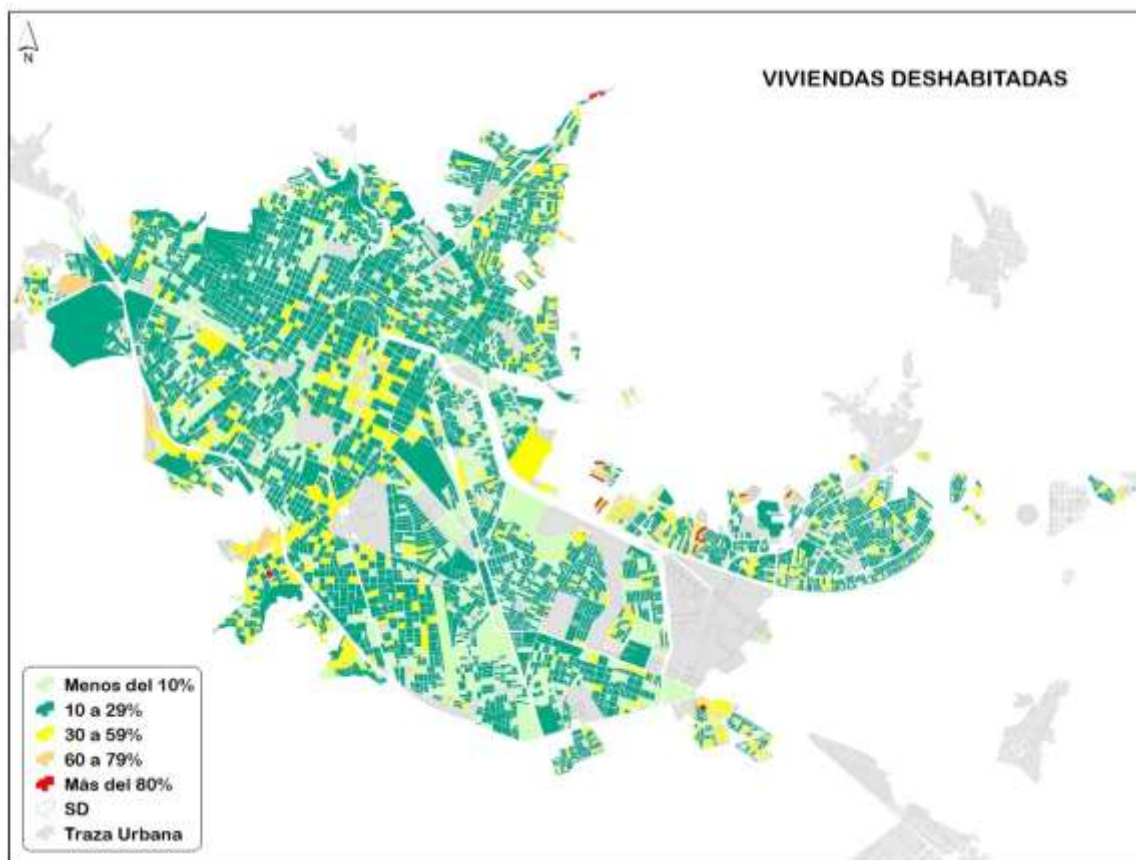 N
VIVIENDAS DESHABITADAS
Menos del 10%
10 a 29%
30 a 59%
60 a 79%
Más del 80%
SD
Traza Urbana